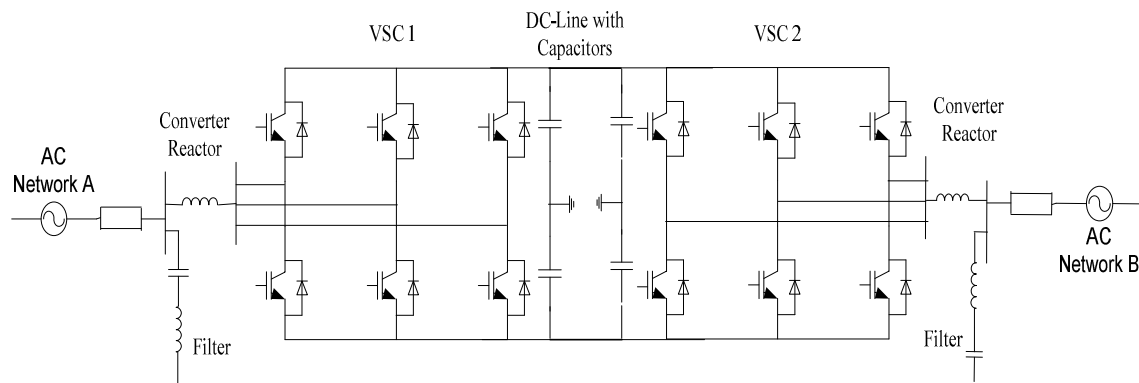 VSC 1
DC-Line with
Capacitors
VSC 2
Converter
Reactor
Converter
Reactor
AC
Network A
AC
Network B
Filter
Filter